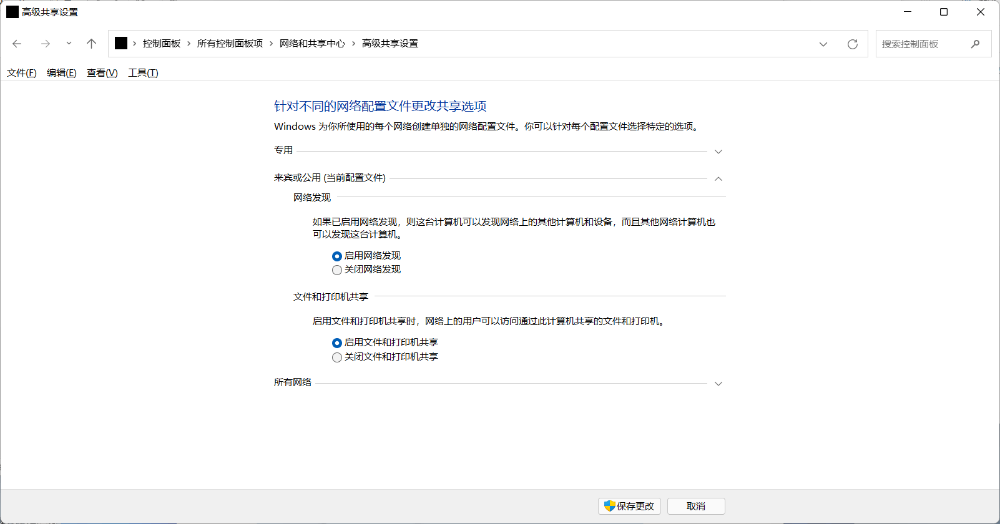 高级共享设置
控制面板 › 所有控制面板项 › 网络和共享中心 › 高级共享设置
搜索控制面板
文件(F) 编辑(E) 查看(V) 工具(T)
针对不同的网络配置文件更改共享选项
Windows 为你所使用的每个网络创建单独的网络配置文件。你可以针对每个配置文件选择特定的选项。
专用
来宾或公用 (当前配置文件)
网络发现
如果已启用网络发现，则这台计算机可以发现网络上的其他计算机和设备，而且其他网络计算机也
可以发现这台计算机。
启用网络发现
关闭网络发现
文件和打印机共享
启用文件和打印机共享时，网络上的用户可以访问通过此计算机共享的文件和打印机。
启用文件和打印机共享
关闭文件和打印机共享
所有网络
保存更改 取消